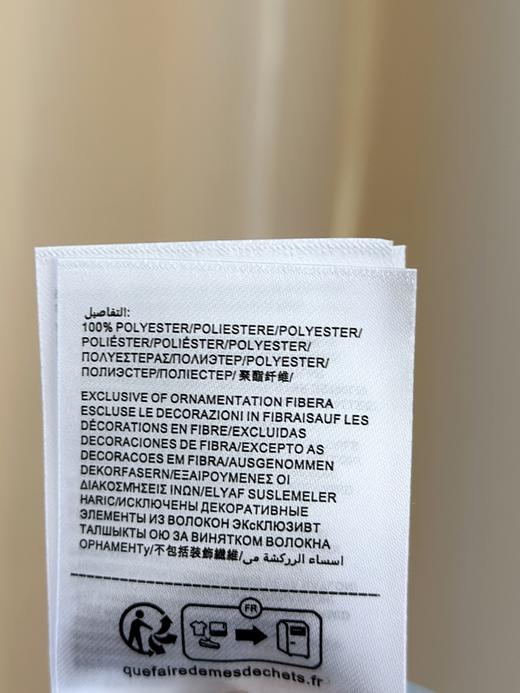 التفاصيل:
100% POLYESTER/POLIESTERE/POLYESTER/
POLIÉSTER/POLIÉSTER/POLYESTER/
ΠΟΛΥΕΣΤΕΡΑΣ/ПОЛИЭТЕР/POLYESTER/
ПОЛИЭСТЕР/ПОЛІЕСТЕР/ 聚酯纤维/
EXCLUSIVE OF ORNAMENTATION FIBERA
ESCLUSE LE DECORAZIONI IN FIBRAISAUF LES
DÉCORATIONS EN FIBRE/EXCLUIDAS
DECORACIONES DE FIBRA/EXCEPTO AS
DECORACOES EM FIBRA/AUSGENOMMEN
DEKORFASERN/ΕΞΑΙΡΟΥΜΕΝΕΣ ΟΙ
ΔΙΑΚΟΣΜΗΣΕΙΣ ΙΝΩΝ/ELYAF SUSLEMELER
HARIC/ИСКЛЮЧЕНЫ ДЕКОРАТИВНЫЕ
ЭЛЕМЕНТЫ ИЗ ВОЛОКОН ЭКсКЛЮЗИВТ
ТАЛШЫКТЫ ОЮ ЗА ВИНЯТКОМ ВОЛОКНА
ОРНАМЕНТу/不包括装飾纖維/اسساء الزركشة مى
FR
quefairedemesdechets.fr